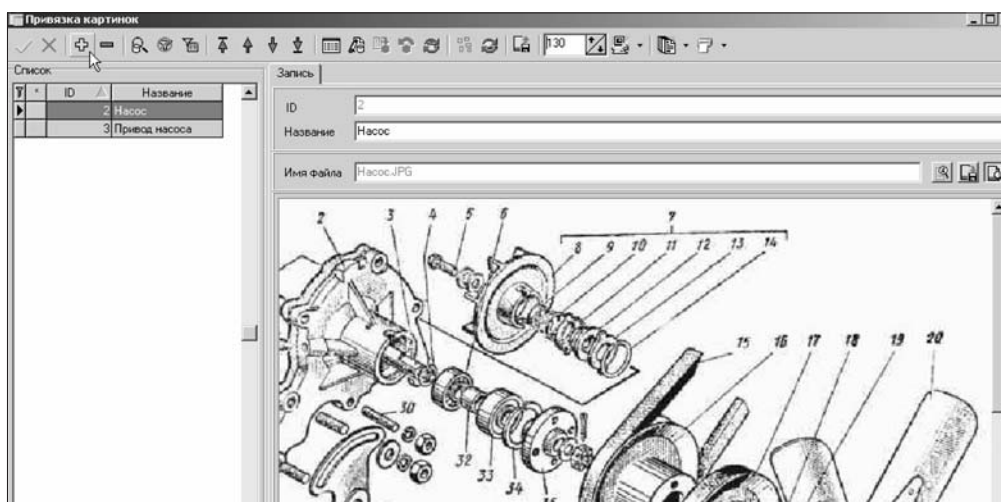 Привязка картинок
130
Список
ID Название
2 Насос
3 Привод насоса
Запись
ID 2
Название Насос
Имя файла Насос.JPG
2 3 4 5 6 7
8 9 10 11 12 13 14
15 16 17 18 19 20
30
32 33 34 35